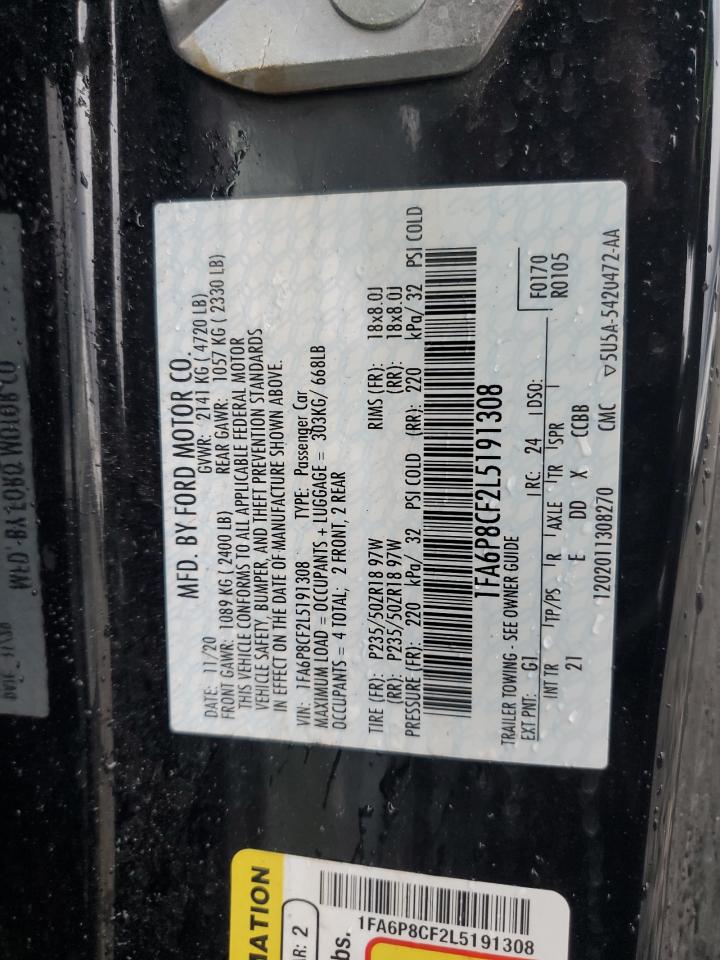 MFD. BY FORD MOTOR CO.
DATE: 11/20 GVWR: 2141 KG ( 4720 LB)
FRONT GAWR: 1089 KG ( 2400 LB) REAR GAWR: 1057 KG ( 2330 LB)
THIS VEHICLE CONFORMS TO ALL APPLICABLE FEDERAL MOTOR
VEHICLE SAFETY, BUMPER, AND THEFT PREVENTION STANDARDS
IN EFFECT ON THE DATE OF MANUFACTURE SHOWN ABOVE.
VIN: 1FA6P8CF2L5191308 TYPE: Passenger Car
MAXIMUM LOAD = OCCUPANTS + LUGGAGE = 303KG/ 668LB
OCCUPANTS = 4 TOTAL; 2 FRONT, 2 REAR
TIRE (FR): P235/50ZR18 97W RIMS (FR): 18x8.0J
(RR): P235/50ZR18 97W (RR): 18x8.0J
PRESSURE (FR): 220 kPa/ 32 PSI COLD (RR): 220 kPa/ 32 PSI COLD
1FA6P8CF2L5191308
TRAILER TOWING - SEE OWNER GUIDE
EXT PNT: G1 RC: 24 DSO: F0170
INT TR TP/PS R AXLE TR SPR R0105
21 E DD X CCBB
1202011308270 CMC ▽5U5A-5420472-AA
MATION
AR: 2
bs.
1FA6P8CF2L5191308
MFD. BY FORD MOTOR CO